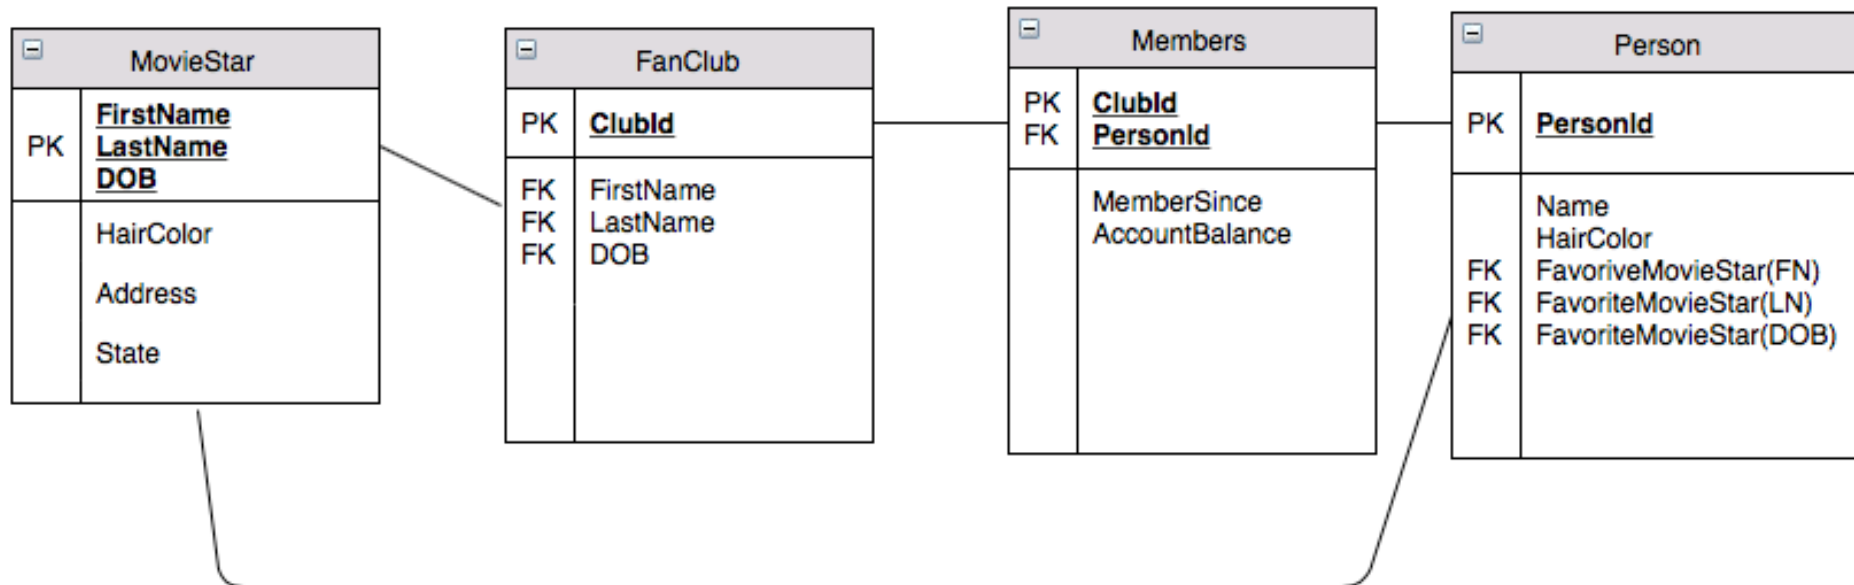 MovieStar
PK
FirstName
LastName
DOB
HairColor
Address
State
FanClub
PK ClubId
FK FirstName
FK LastName
FK DOB
Members
PK ClubId
FK PersonId
MemberSince
AccountBalance
Person
PK PersonId
Name
HairColor
FK FavoriveMovieStar(FN)
FK FavoriteMovieStar(LN)
FK FavoriteMovieStar(DOB)